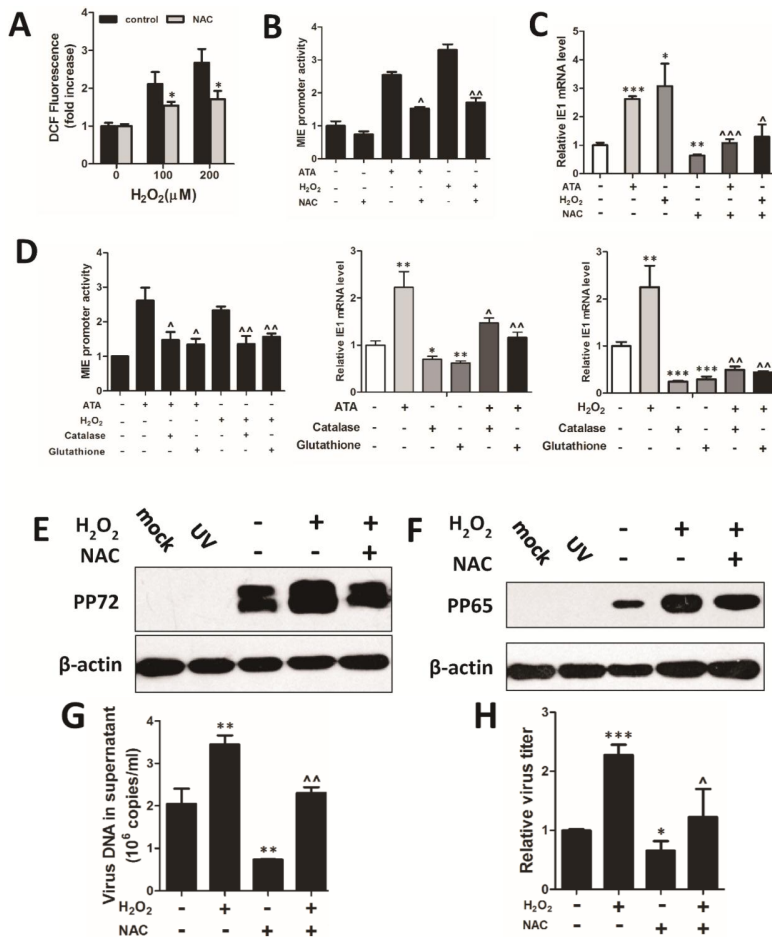 A
control NAC
DCF Fluorescence
(fold increase)
4
3
2
1
0
* *
0 100 200
H₂O₂(μM)
B
MIE promoter activity
4
3
2
1
0
^ ^^
ATA - - + + - -
H₂O₂ - - - - + +
NAC - + - + - +
C
Relative IE1 mRNA level
5
4
3
2
1
0
*** * ** ^^^ ^
ATA - + - - + -
H₂O₂ - - + - - +
NAC - - - + + +
D
MIE promoter activity
4
3
2
1
0
^ ^ ^^ ^^
ATA - + + + - - -
H₂O₂ - - - - + + +
Catalase - - + - - + -
Glutathione - - - + - - +
Relative IE1 mRNA level
3
2
1
0
** * ** ^ ^^
ATA - + - - + +
Catalase - - + - + -
Glutathione - - - + - +
Relative IE1 mRNA level
3
2
1
0
** *** *** ^^ ^^
H₂O₂ - + - - + +
Catalase - - + - + -
Glutathione - - - + - +
E
H₂O₂ mock UV - + +
NAC - - +
PP72
β-actin
F
H₂O₂ mock UV - + +
NAC - - +
PP65
β-actin
G
Virus DNA in supernatant
(10⁶ copies/ml)
4
3
2
1
0
** ** ^^
H₂O₂ - + - +
NAC - - + +
H
Relative virus titer
3
2
1
0
*** * ^
H₂O₂ - + - +
NAC - - + +